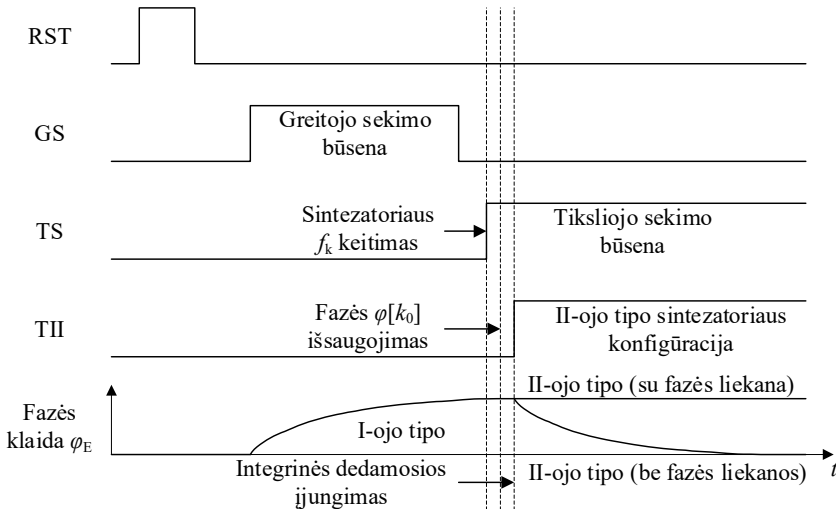 RST
GS
Greitojo sekimo
būsena
TS
Sintezatoriaus
fk keitimas
Tiksliojo sekimo
būsena
TII
Fazės φ[k0]
išsaugojimas
II-ojo tipo sintezatoriaus
konfigūracija
Fazės
klaida φE
II-ojo tipo (su fazės liekana)
I-ojo tipo
Integrinės dedamosios
įjungimas
II-ojo tipo (be fazės liekanos)
t